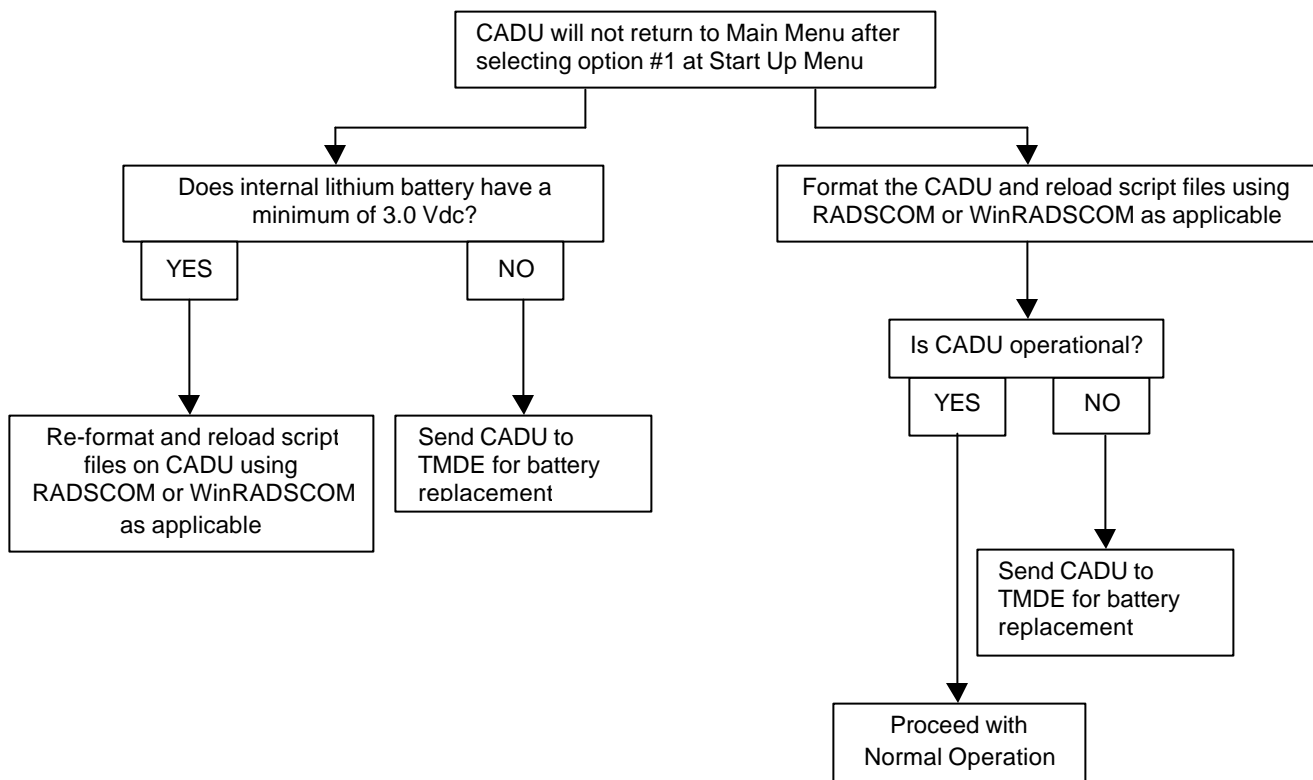 CADU will not return to Main Menu after
selecting option #1 at Start Up Menu
Does internal lithium battery have a
minimum of 3.0 Vdc?
YES
NO
Re-format and reload script
files on CADU using
RADSCOM or WinRADSCOM
as applicable
Send CADU to
TMDE for battery
replacement
Format the CADU and reload script files using
RADSCOM or WinRADSCOM as applicable
Is CADU operational?
YES
NO
Send CADU to
TMDE for battery
replacement
Proceed with
Normal Operation